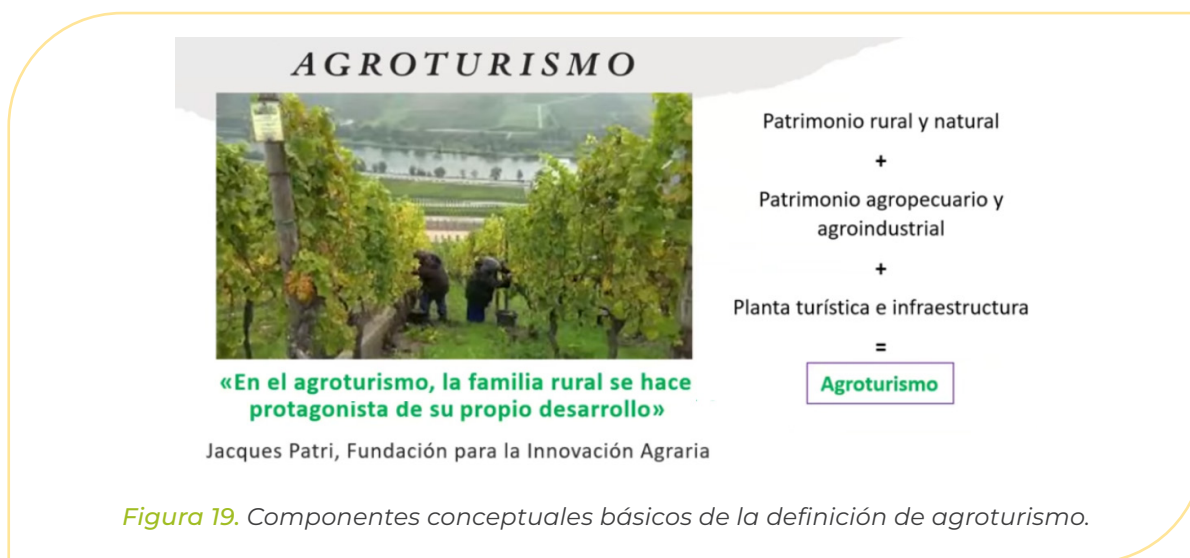 AGROTURISMO
«En el agroturismo, la familia rural se hace
protagonista de su propio desarrollo»
Jacques Patri, Fundación para la Innovación Agraria
Patrimonio rural y natural
+
Patrimonio agropecuario y
agroindustrial
+
Planta turística e infraestructura
=
Agroturismo
Figura 19. Componentes conceptuales básicos de la definición de agroturismo.